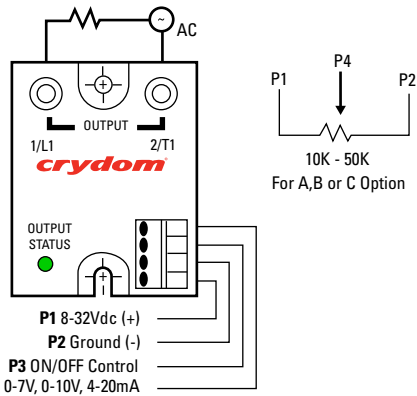 ~
AC
OUTPUT
1/L1
2/T1
crydom
OUTPUT
STATUS
P1 8-32Vdc (+)
P2 Ground (-)
P3 ON/OFF Control
0-7V, 0-10V, 4-20mA
P1
P4
P2
10K - 50K
For A,B or C Option